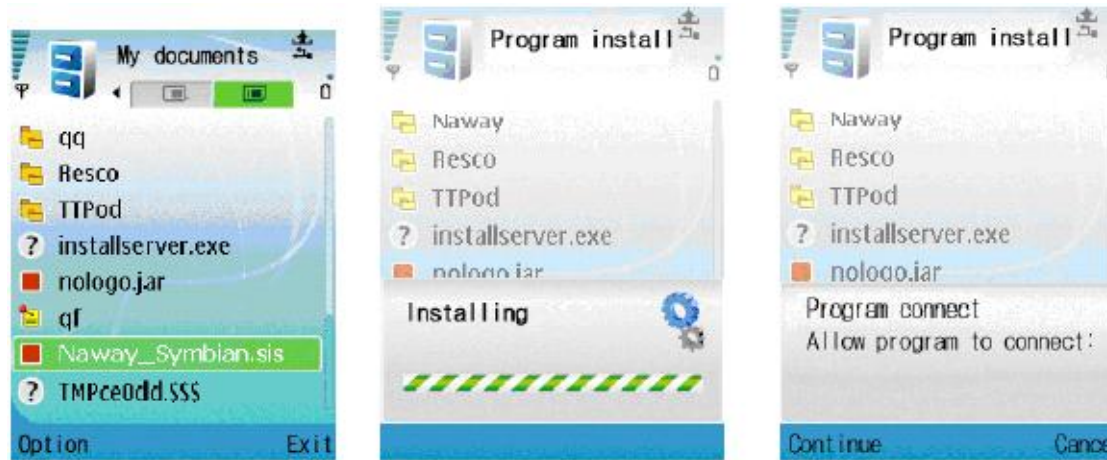 My documents
qq
Resco
TTPod
installserver.exe
nologo.jar
qf
Naway_Symbian.sis
TMPce0dld.$$$
Option Exit
Program install
Naway
Resco
TTPod
installserver.exe
nologo.jar
Installing
Program install
Naway
Resco
TTPod
installserver.exe
nologo.jar
Program connect
Allow program to connect:
Continue Cance